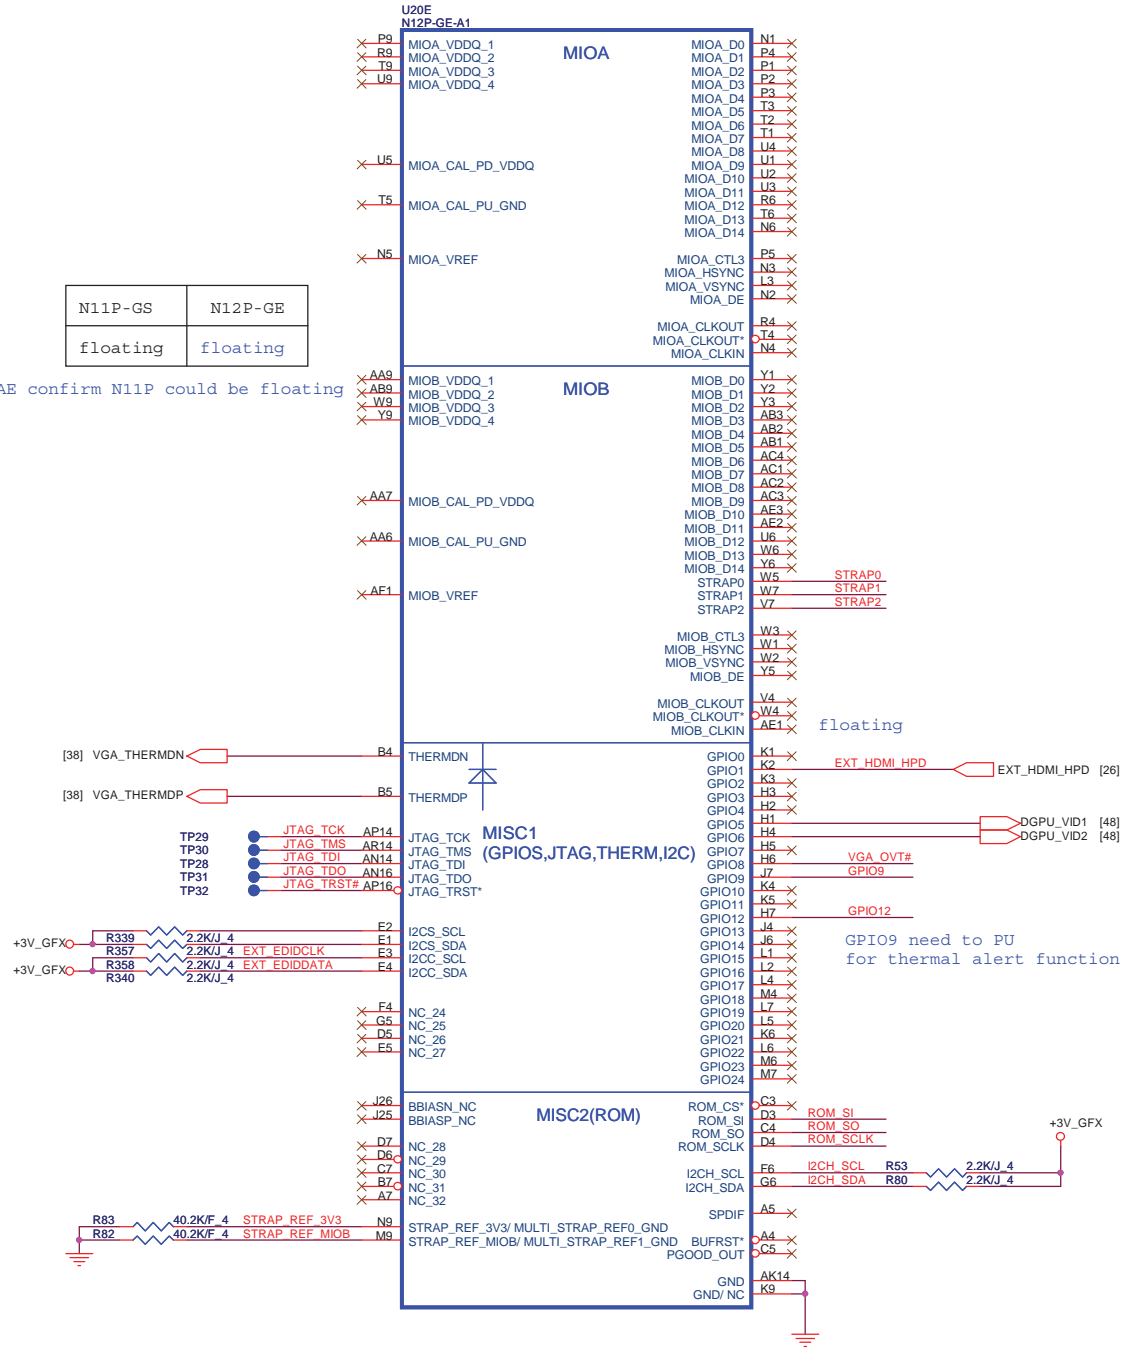 U20E
N12P-GE-A1
MIOA
P9 MIOA_VDDQ_1
R9 MIOA_VDDQ_2
T9 MIOA_VDDQ_3
U9 MIOA_VDDQ_4
U5 MIOA_CAL_PD_VDDQ
T5 MIOA_CAL_PU_GND
N5 MIOA_VREF
MIOA_D0 N1
MIOA_D1 P4
MIOA_D2 P1
MIOA_D3 P2
MIOA_D4 P3
MIOA_D5 T3
MIOA_D6 T2
MIOA_D7 T1
MIOA_D8 U4
MIOA_D9 U1
MIOA_D10 U2
MIOA_D11 U3
MIOA_D12 R6
MIOA_D13 T6
MIOA_D14 N6
MIOA_CTL3 P5
MIOA_HSYNC N3
MIOA_VSYNC L3
MIOA_DE N2
MIOA_CLKOUT R4
MIOA_CLKOUT* T4
MIOA_CLKIN N4
N11P-GS N12P-GE
floating floating
AE confirm N11P could be floating
MIOB
AA9 MIOB_VDDQ_1
AB9 MIOB_VDDQ_2
W9 MIOB_VDDQ_3
Y9 MIOB_VDDQ_4
AA7 MIOB_CAL_PD_VDDQ
AA6 MIOB_CAL_PU_GND
AF1 MIOB_VREF
MIOB_D0 Y1
MIOB_D1 Y2
MIOB_D2 Y3
MIOB_D3 AB3
MIOB_D4 AB2
MIOB_D5 AB1
MIOB_D6 AC4
MIOB_D7 AC1
MIOB_D8 AC2
MIOB_D9 AC3
MIOB_D10 AE3
MIOB_D11 AE2
MIOB_D12 U6
MIOB_D13 W6
MIOB_D14 Y6
STRAP0 W5 STRAP0
STRAP1 W7 STRAP1
STRAP2 V7 STRAP2
MIOB_CTL3 W3
MIOB_HSYNC W1
MIOB_VSYNC W2
MIOB_DE Y5
MIOB_CLKOUT V4
MIOB_CLKOUT* W4
MIOB_CLKIN AE1 floating
[38] VGA_THERMDN B4 THERMDN
[38] VGA_THERMDP B5 THERMDP
MISC1
(GPIOS,JTAG,THERM,I2C)
TP29 JTAG_TCK AP14 JTAG_TCK
TP30 JTAG_TMS AR14 JTAG_TMS
TP28 JTAG_TDI AN14 JTAG_TDI
TP31 JTAG_TDO AN16 JTAG_TDO
TP32 JTAG_TRST# AP16 JTAG_TRST*
E2 I2CS_SCL
+3V_GFX R339 2.2K/J_4 E1 I2CS_SDA
R357 2.2K/J_4 EXT_EDIDCLK E3 I2CC_SCL
+3V_GFX R358 2.2K/J_4 EXT_EDIDDATA E4 I2CC_SDA
R340 2.2K/J_4
F4 NC_24
G5 NC_25
D5 NC_26
E5 NC_27
GPIO0 K1
GPIO1 K2 EXT_HDMI_HPD EXT_HDMI_HPD [26]
GPIO2 K3
GPIO3 H3
GPIO4 H2
GPIO5 H1 DGPU_VID1 [48]
GPIO6 H4 DGPU_VID2 [48]
GPIO7 H5
GPIO8 H6 VGA_OVT#
GPIO9 J7 GPIO9
GPIO10 K4
GPIO11 K5
GPIO12 H7 GPIO12
GPIO13 J4
GPIO14 J6
GPIO15 L1
GPIO16 L2
GPIO17 L4
GPIO18 M4
GPIO19 L7
GPIO20 L5
GPIO21 K6
GPIO22 L6
GPIO23 M6
GPIO24 M7
GPIO9 need to PU
for thermal alert function
MISC2(ROM)
J26 BBIASN_NC
J25 BBIASP_NC
D7 NC_28
D6 NC_29
C7 NC_30
B7 NC_31
A7 NC_32
R83 40.2K/F_4 STRAP_REF_3V3 N9 STRAP_REF_3V3/ MULTI_STRAP_REF0_GND
R82 40.2K/F_4 STRAP_REF_MIOB M9 STRAP_REF_MIOB/ MULTI_STRAP_REF1_GND
ROM_CS* C3
ROM_SI D3 ROM_SI
ROM_SO C4 ROM_SO
ROM_SCLK D4 ROM_SCLK
+3V_GFX
I2CH_SCL F6 I2CH_SCL R53 2.2K/J_4
I2CH_SDA G6 I2CH_SDA R80 2.2K/J_4
SPDIF A5
BUFRST* A4
PGOOD_OUT C5
GND AK14
GND/ NC K9